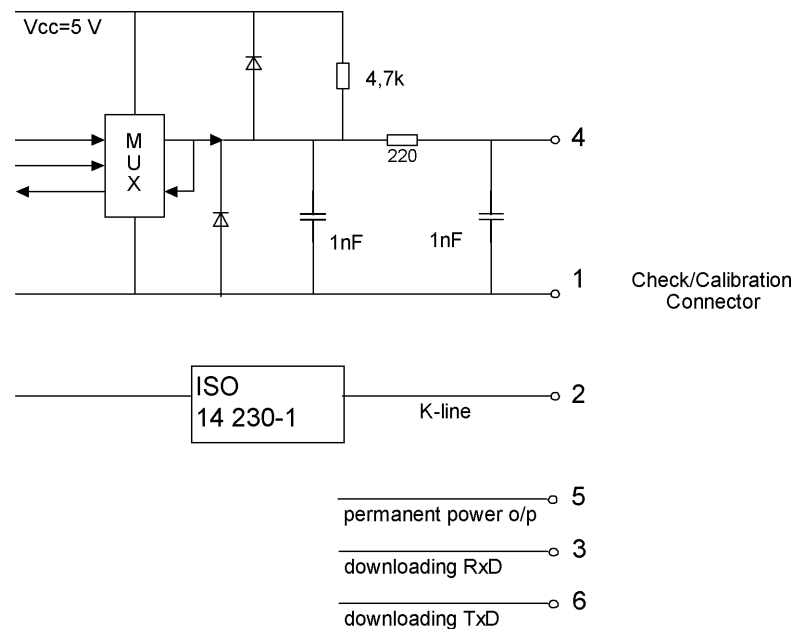 Vcc=5 V
4,7k
M
U
X
4
220
1nF
1nF
1
Check/Calibration
Connector
ISO
14 230-1
2
K-line
5
permanent power o/p
3
downloading RxD
6
downloading TxD